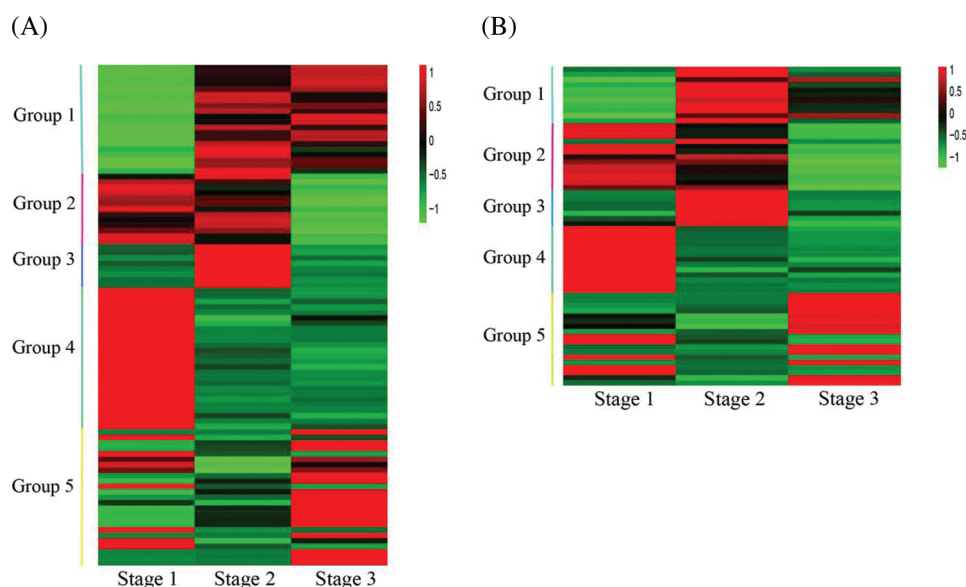 (A)
(B)
Group 1
Group 2
Group 3
Group 4
Group 5
1
0.5
0
−0.5
−1
Stage 1 Stage 2 Stage 3
Group 1
Group 2
Group 3
Group 4
Group 5
1
0.5
0
−0.5
−1
Stage 1 Stage 2 Stage 3